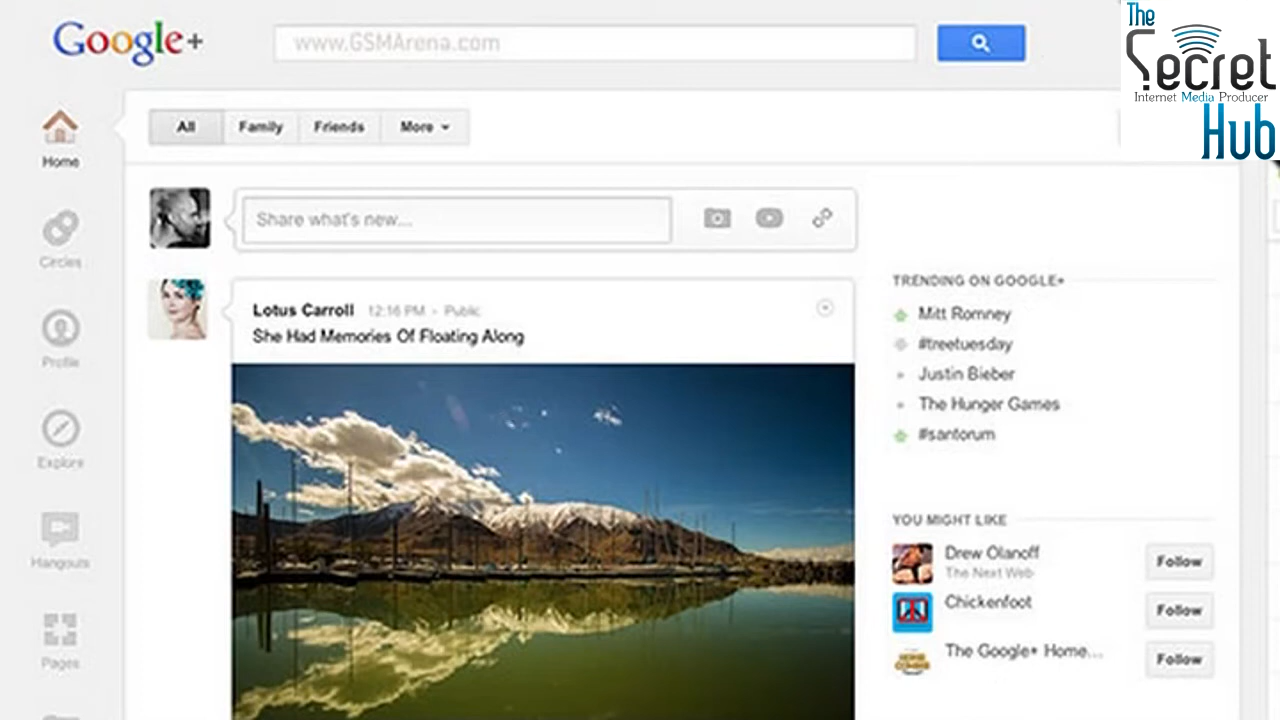 Google+
www.GSMArena.com
The
Secret
Internet Media Producer
Hub
All
Family
Friends
More
Home
Circles
Profile
Explore
Hangouts
Pages
Share what's new...
Lotus Carroll 12:16 PM - Public
She Had Memories Of Floating Along
TRENDING ON GOOGLE+
Mitt Romney
#treetuesday
Justin Bieber
The Hunger Games
#santorum
YOU MIGHT LIKE
Drew Olanoff
The Next Web
Follow
Chickenfoot
Follow
The Google+ Home...
Follow